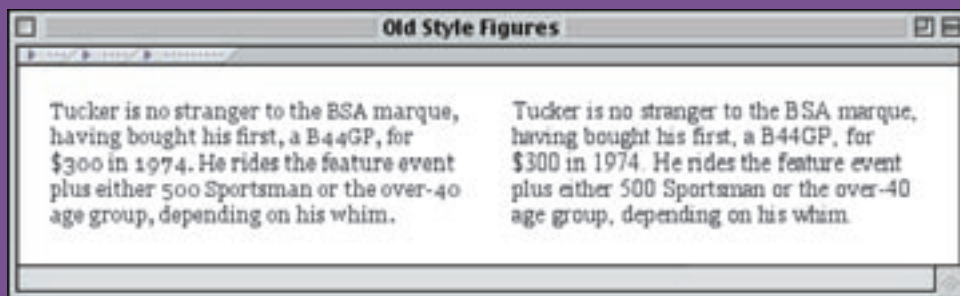 Old Style Figures
Tucker is no stranger to the BSA marque,
having bought his first, a B44GP, for
$300 in 1974. He rides the feature event
plus either 500 Sportsman or the over-40
age group, depending on his whim.
Tucker is no stranger to the BSA marque,
having bought his first, a B44GP, for
$300 in 1974. He rides the feature event
plus either 500 Sportsman or the over-40
age group, depending on his whim.